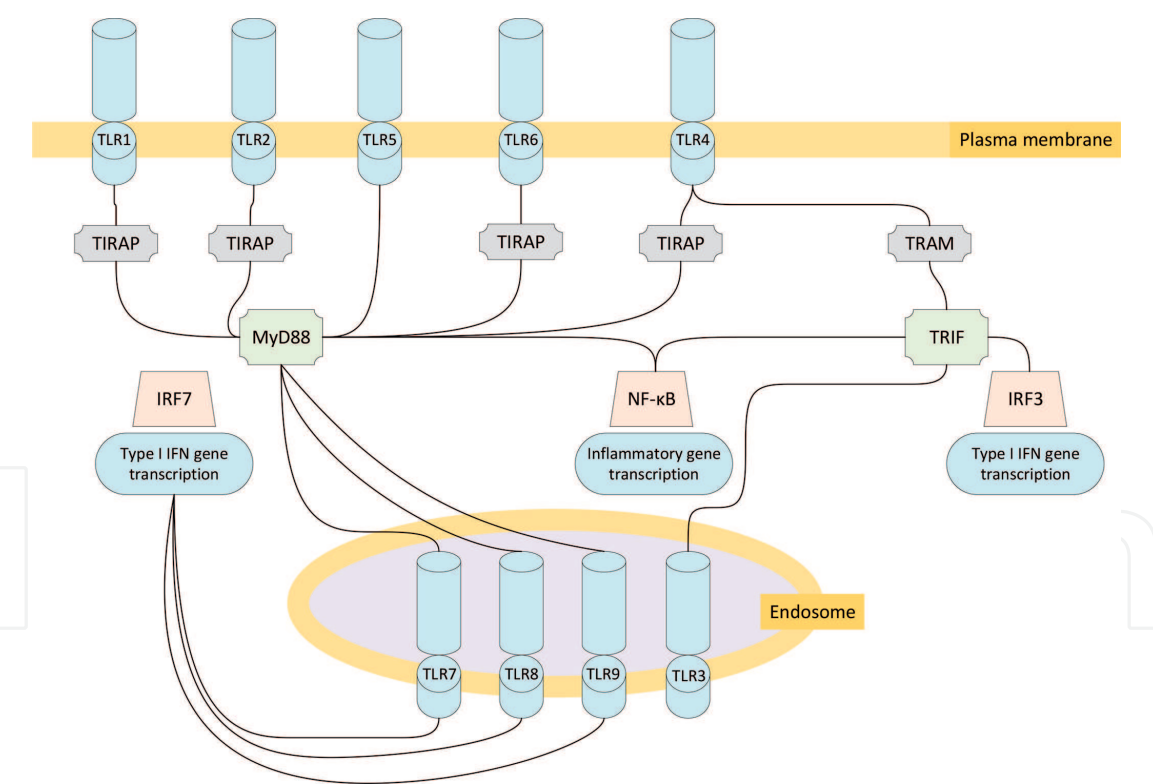 TLR1
TLR2
TLR5
TLR6
TLR4
Plasma membrane
TIRAP
TIRAP
TIRAP
TIRAP
TRAM
MyD88
TRIF
IRF7
NF-κB
IRF3
Type I IFN gene
transcription
Inflammatory gene
transcription
Type I IFN gene
transcription
Endosome
TLR7
TLR8
TLR9
TLR3